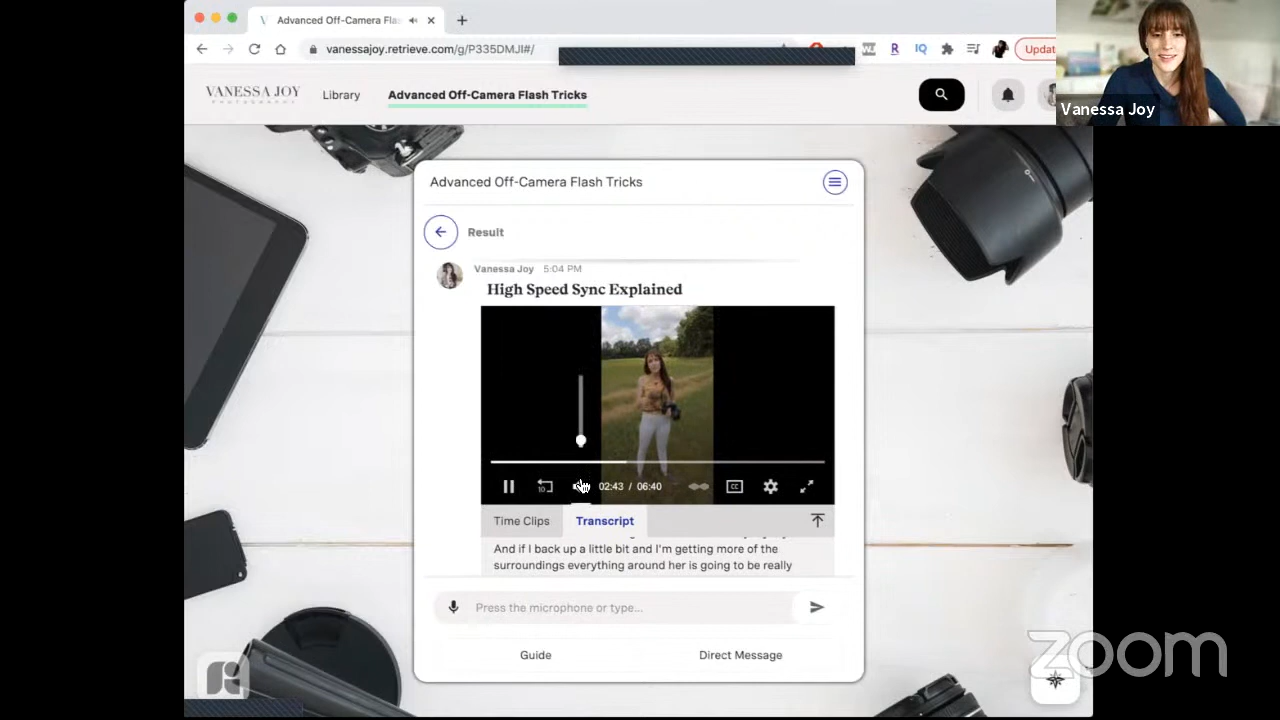 Advanced Off-Camera Fla
vanessajoy.retrieve.com/g/P335DMJI#/
IQ
Updat
VANESSA JOY
PHOTOGRAPHY
Library
Advanced Off-Camera Flash Tricks
Vanessa Joy
Advanced Off-Camera Flash Tricks
Result
Vanessa Joy 5:04 PM
High Speed Sync Explained
10
02:43 / 06:40
CC
Time Clips
Transcript
And if I back up a little bit and I'm getting more of the
surroundings everything around her is going to be really
Press the microphone or type...
Guide
Direct Message
zoom